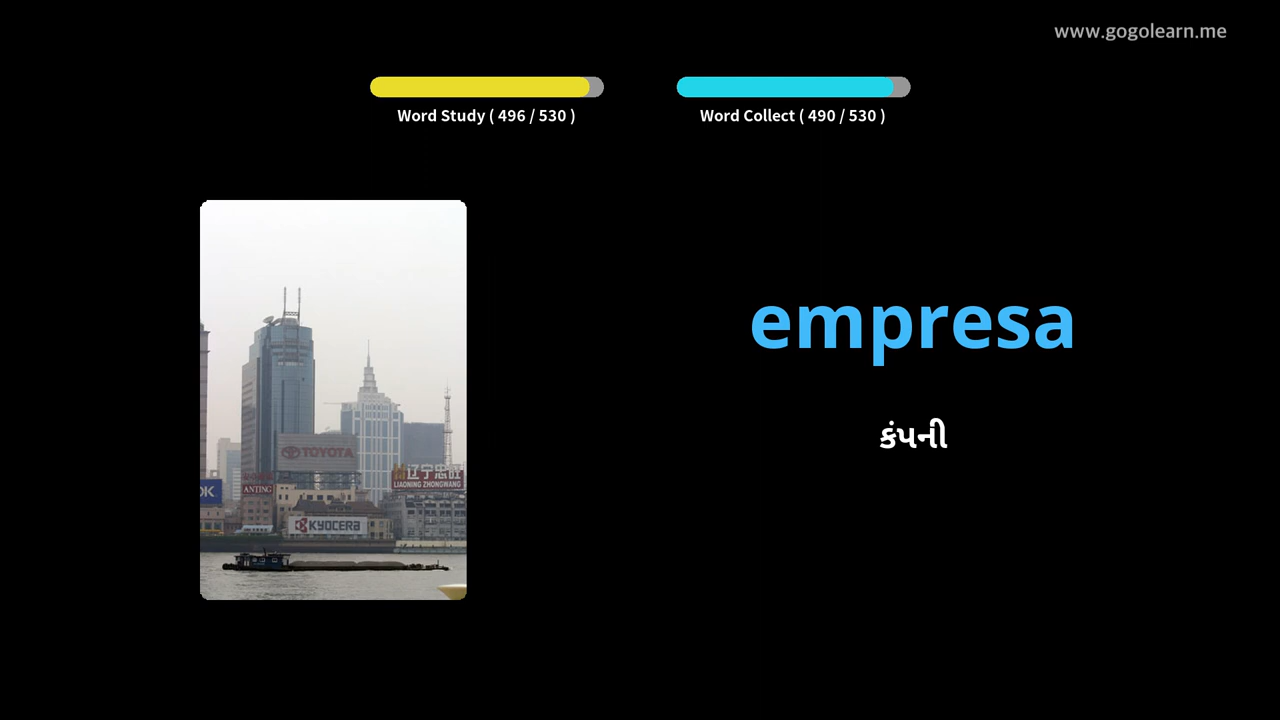 www.gogolearn.me
Word Study ( 496 / 530 )
Word Collect ( 490 / 530 )
empresa
કંપની
TOYOTA
辽宁忠旺
LIAONING ZHONGWANG
OK
ANTING
KYOCERA